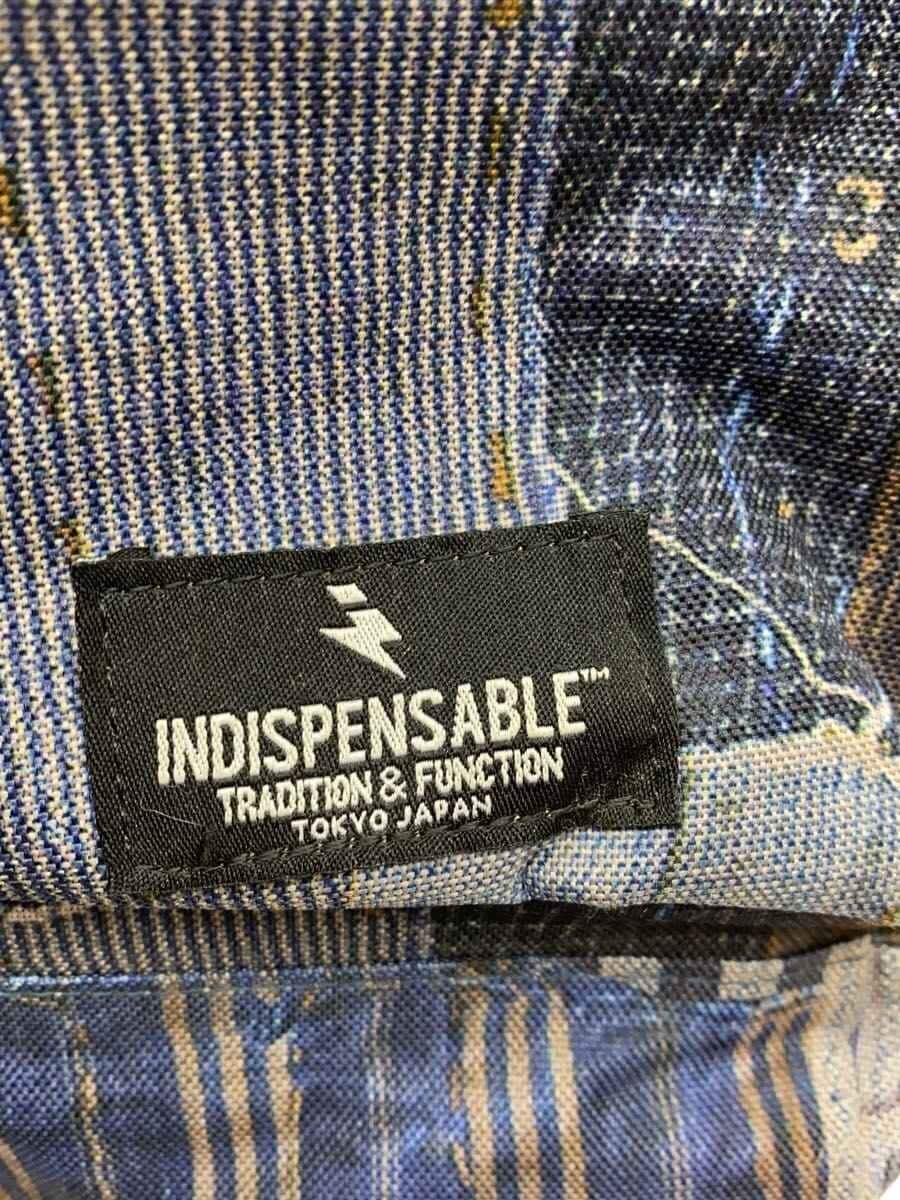 INDISPENSABLE™
TRADITION & FUNCTION
TOKYO JAPAN